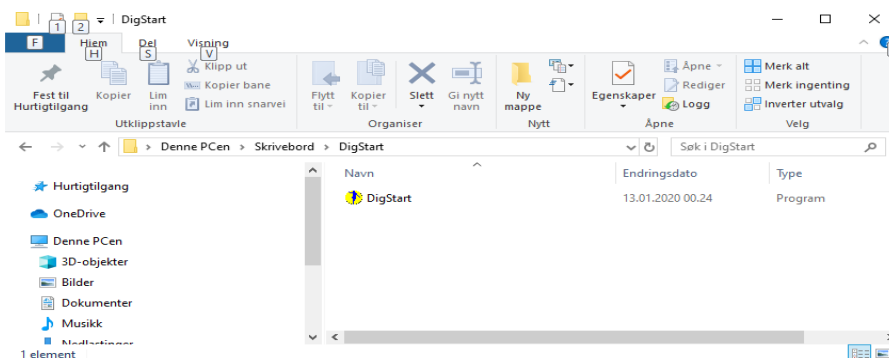 DigStart
1 2
F Hjem Del Visning
H S V
Fest til Hurtigtilgang
Kopier
Lim inn
Klipp ut
Kopier bane
Lim inn snarvei
Utklippstavle
Flytt til
Kopier til
Slett
Gi nytt navn
Organiser
Ny mappe
Nytt
Egenskaper
Åpne
Rediger
Logg
Åpne
Merk alt
Merk ingenting
Inverter utvalg
Velg
Denne PCen > Skrivebord > DigStart
Søk i DigStart
Navn Endringsdato Type
DigStart 13.01.2020 00.24 Program
Hurtigtilgang
OneDrive
Denne PCen
3D-objekter
Bilder
Dokumenter
Musikk
Nedlastinger
1 element